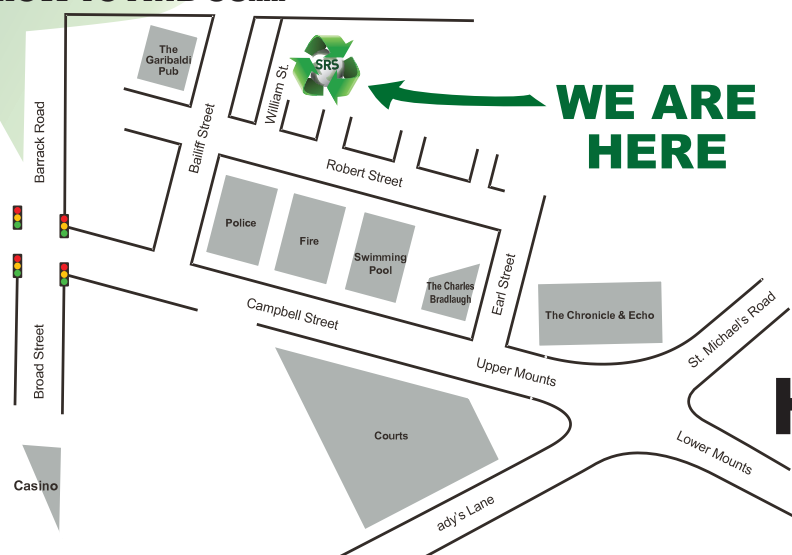 The
Garibaldi
Pub
SRS
WE ARE
HERE
William St.
Barrack Road
Bailiff Street
Robert Street
Police
Fire
Swimming
Pool
The Charles
Bradlaugh
Earl Street
The Chronicle & Echo
Campbell Street
St. Michael's Road
Broad Street
Upper Mounts
Courts
Lower Mounts
Casino
ady's Lane